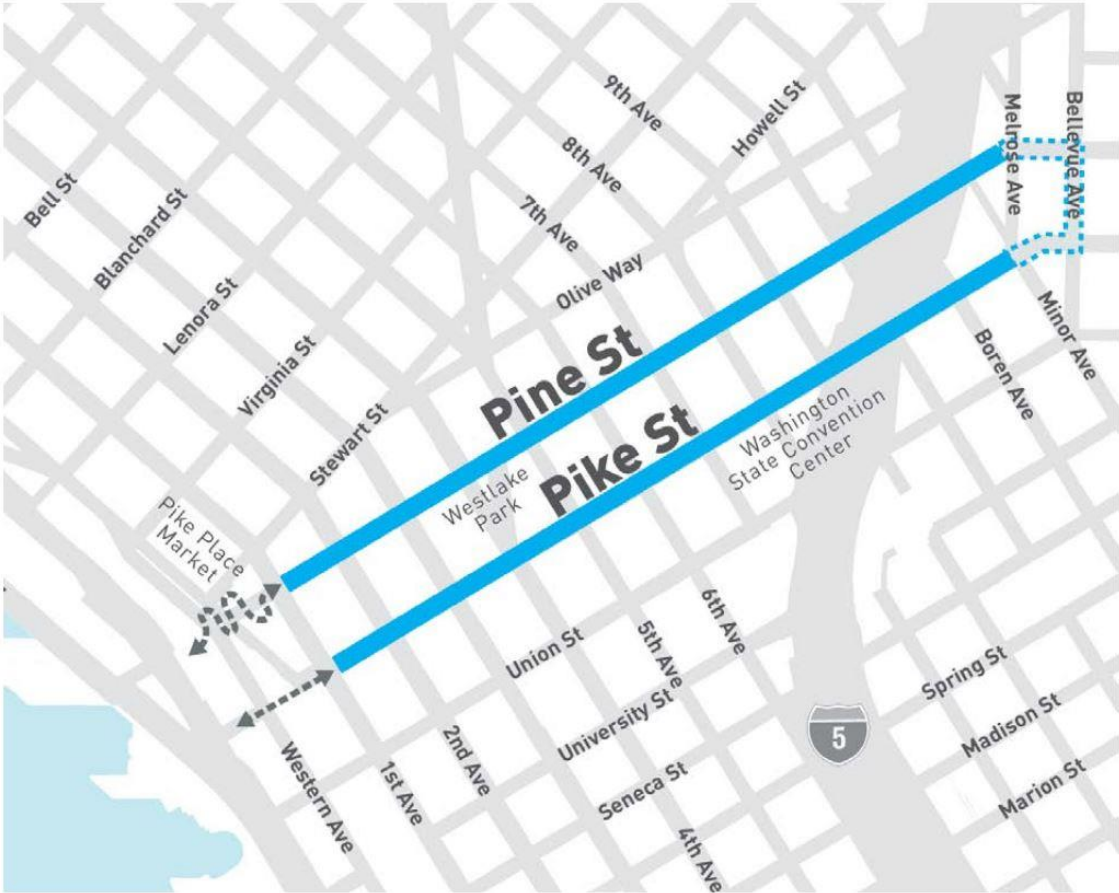 9th Ave
Howell St
8th Ave
7th Ave
Melrose Ave
Bellevue Ave
Bell St
Blanchard St
Lenora St
Virginia St
Stewart St
Olive Way
Pine St
Pike St
Westlake
Park
Washington
State Convention
Center
Minor Ave
Boren Ave
Pike Place
Market
6th Ave
5th Ave
Union St
University St
Seneca St
Spring St
Madison St
Marion St
5
Western Ave
1st Ave
2nd Ave
4th Ave